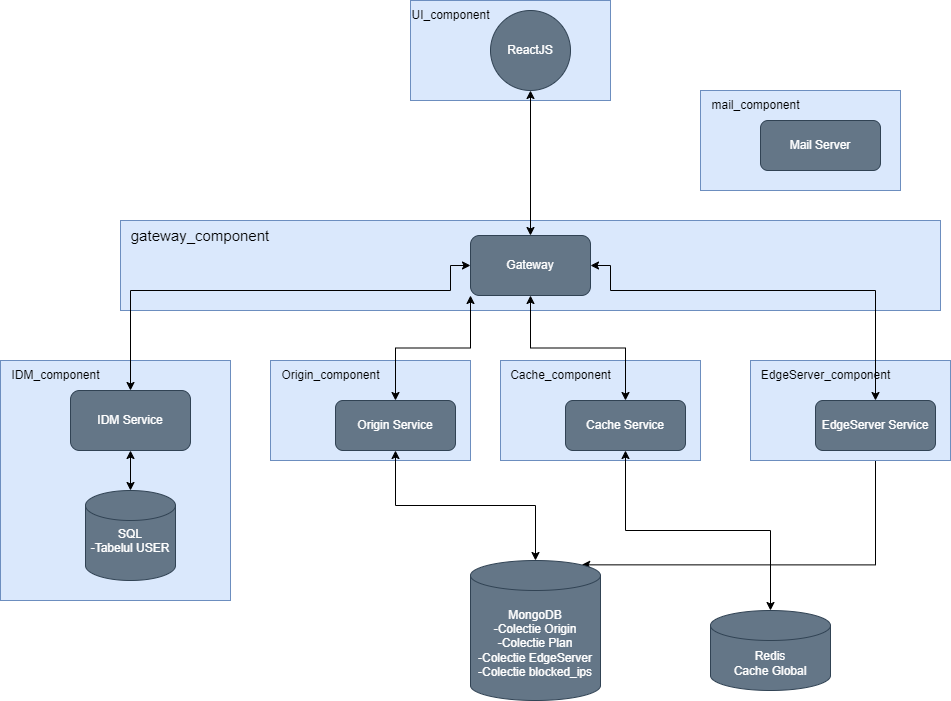 UI_component
ReactJS
mail_component
Mail Server
gateway_component
Gateway
IDM_component
IDM Service
SQL
-Tabelul USER
Origin_component
Origin Service
Cache_component
Cache Service
EdgeServer_component
EdgeServer Service
MongoDB
-Colectie Origin
-Colectie Plan
-Colectie EdgeServer
-Colectie blocked_ips
Redis
Cache Global